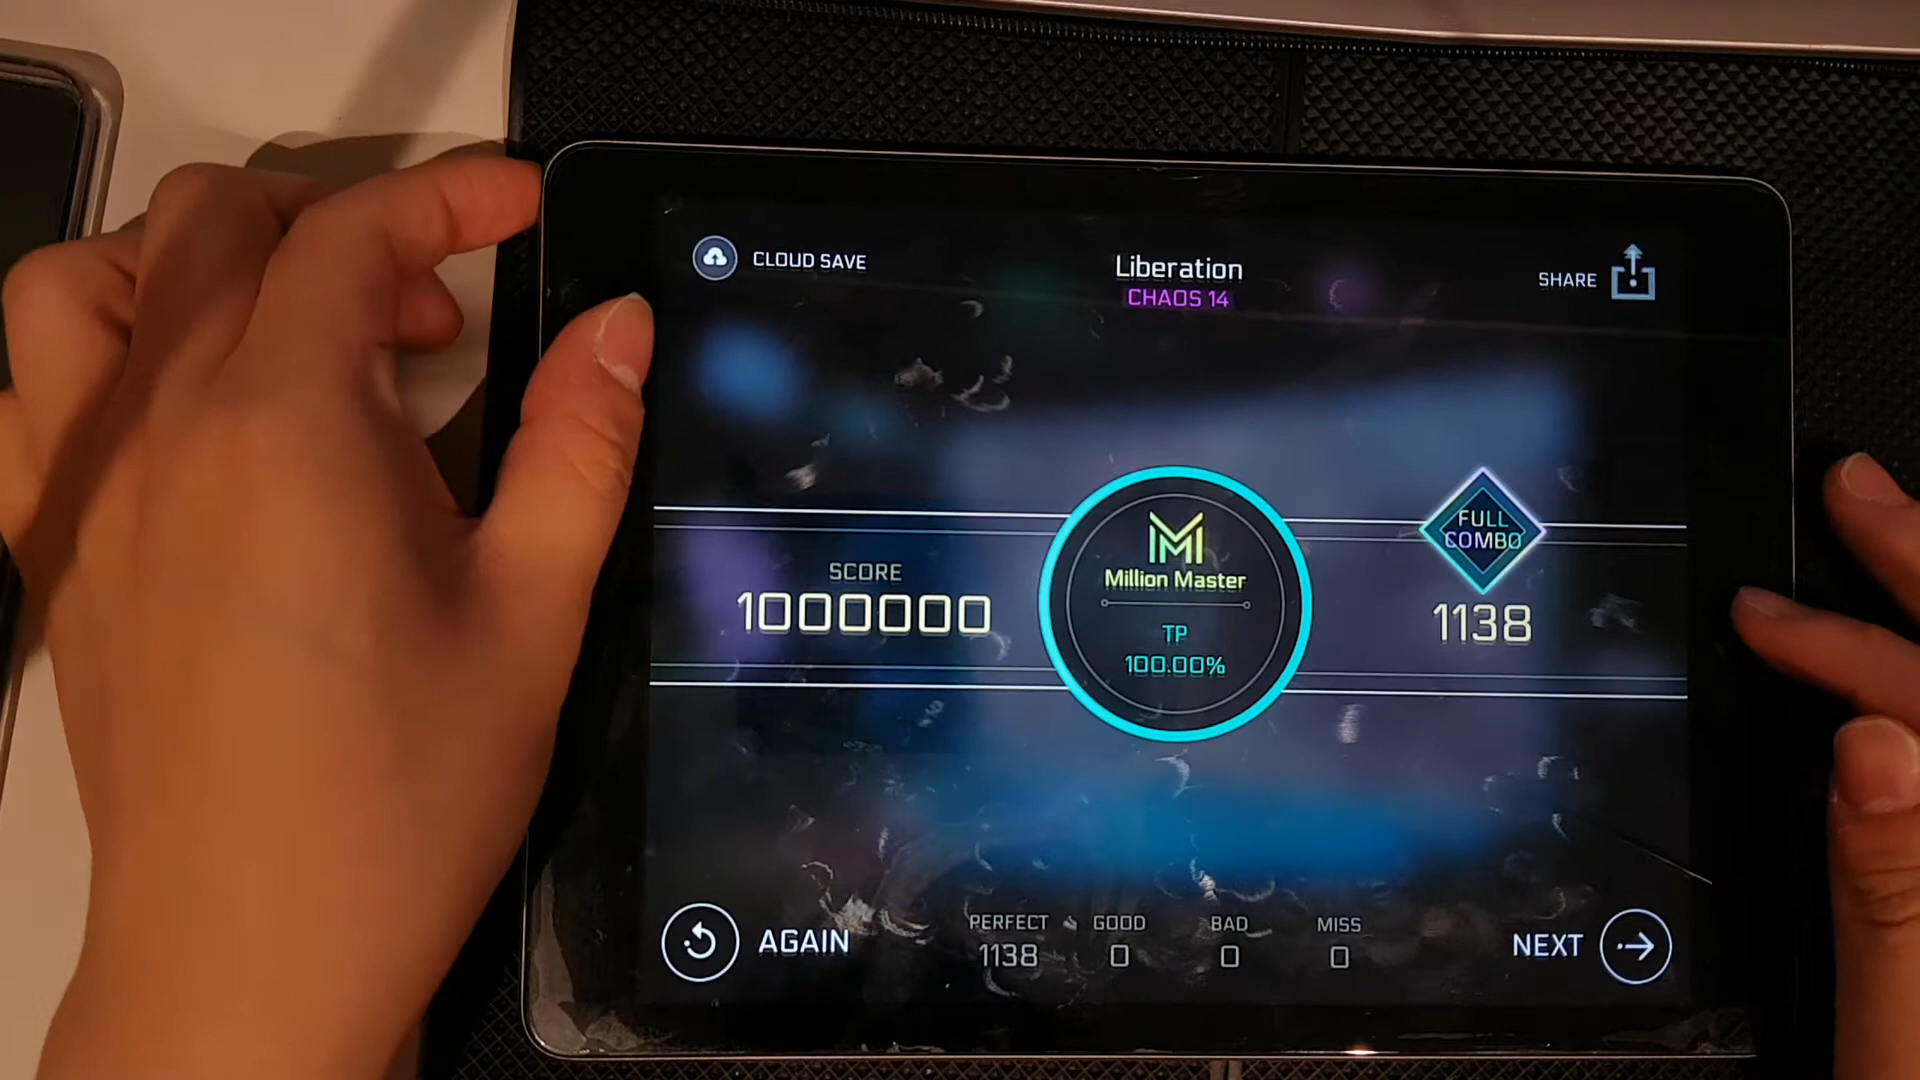 CLOUD SAVE
Liberation
CHAOS 14
SHARE
FULL
COMBO
SCORE
1000000
Million Master
TP
100.00%
1138
AGAIN
PERFECT GOOD BAD MISS
1138 0 0 0
NEXT